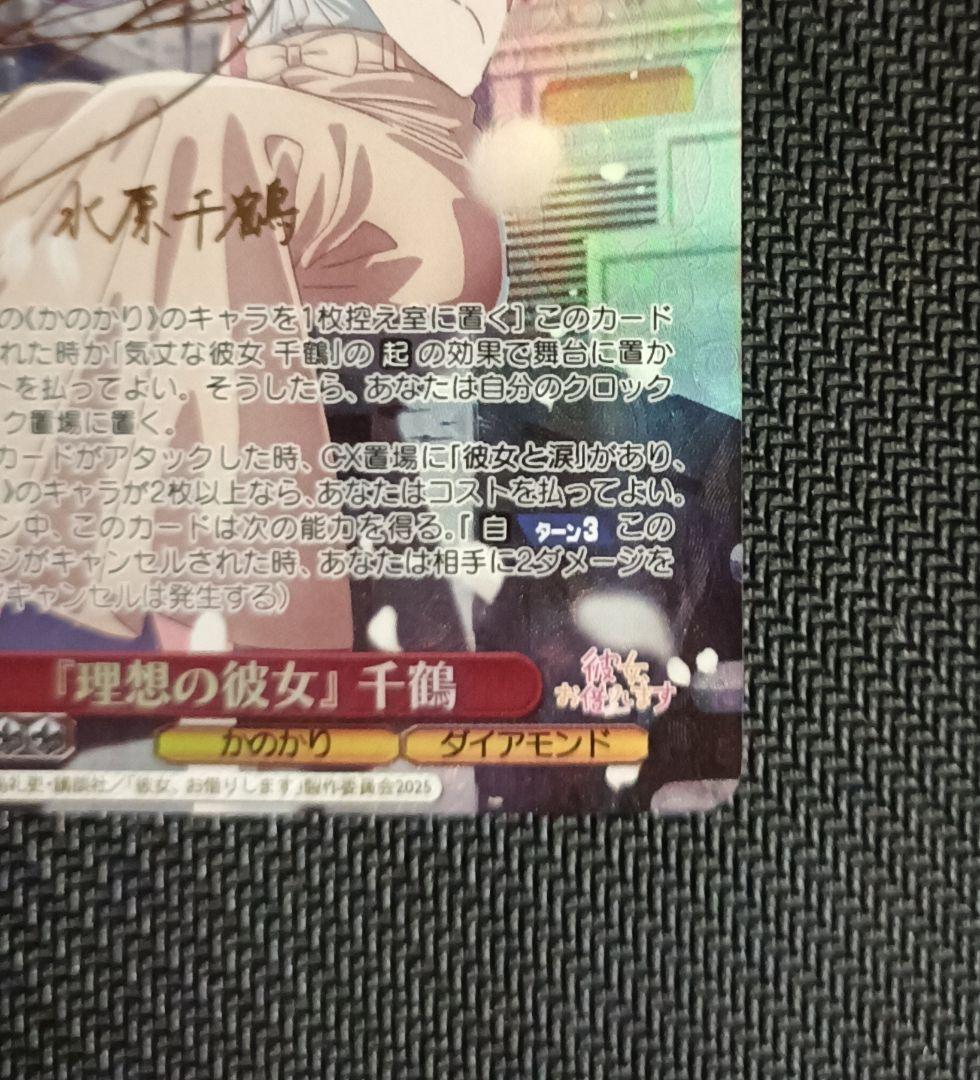 水原千鶴
の《かのかり》のキャラを1枚控え室に置く］ このカード
れた時か「気丈な彼女 千鶴」の 起 の効果で舞台に置か
トを払ってよい。そうしたら、あなたは自分のクロック
ク置場に置く。
カードがアタックした時、CX置場に「彼女と涙」があり、
》のキャラが2枚以上なら、あなたはコストを払ってよい。
ン中、このカードは次の能力を得る。『 自 ターン3 この
ジがキャンセルされた時、あなたは相手に2ダメージを
キャンセルは発生する）
『理想の彼女』 千鶴
彼女
お借りします
かのかり
ダイアモンド
礼吏・講談社／「彼女、お借りします」製作委員会2025